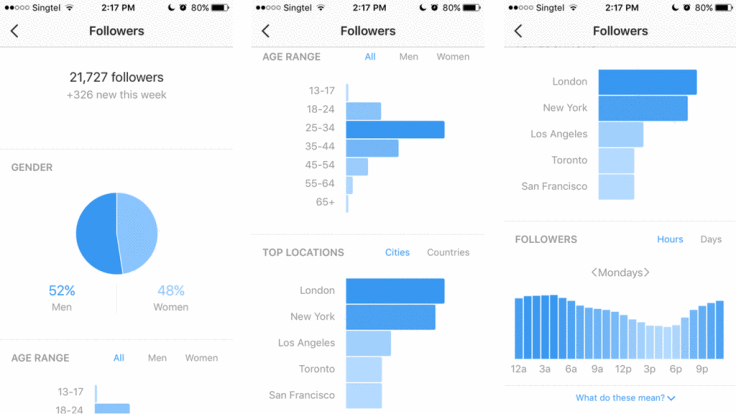 ●●○○○ Singtel 2:17 PM 80%
Followers
21,727 followers
+326 new this week
GENDER
52% 48%
Men Women
AGE RANGE All Men Women
13-17
18-24
●●○○○ Singtel 2:17 PM 80%
Followers
AGE RANGE All Men Women
13-17
18-24
25-34
35-44
45-54
55-64
65+
TOP LOCATIONS Cities Countries
London
New York
Los Angeles
Toronto
San Francisco
●●○○○ Singtel 2:17 PM 80%
Followers
London
New York
Los Angeles
Toronto
San Francisco
FOLLOWERS Hours Days
<Mondays>
12a 3a 6a 9a 12p 3p 6p 9p
What do these mean?